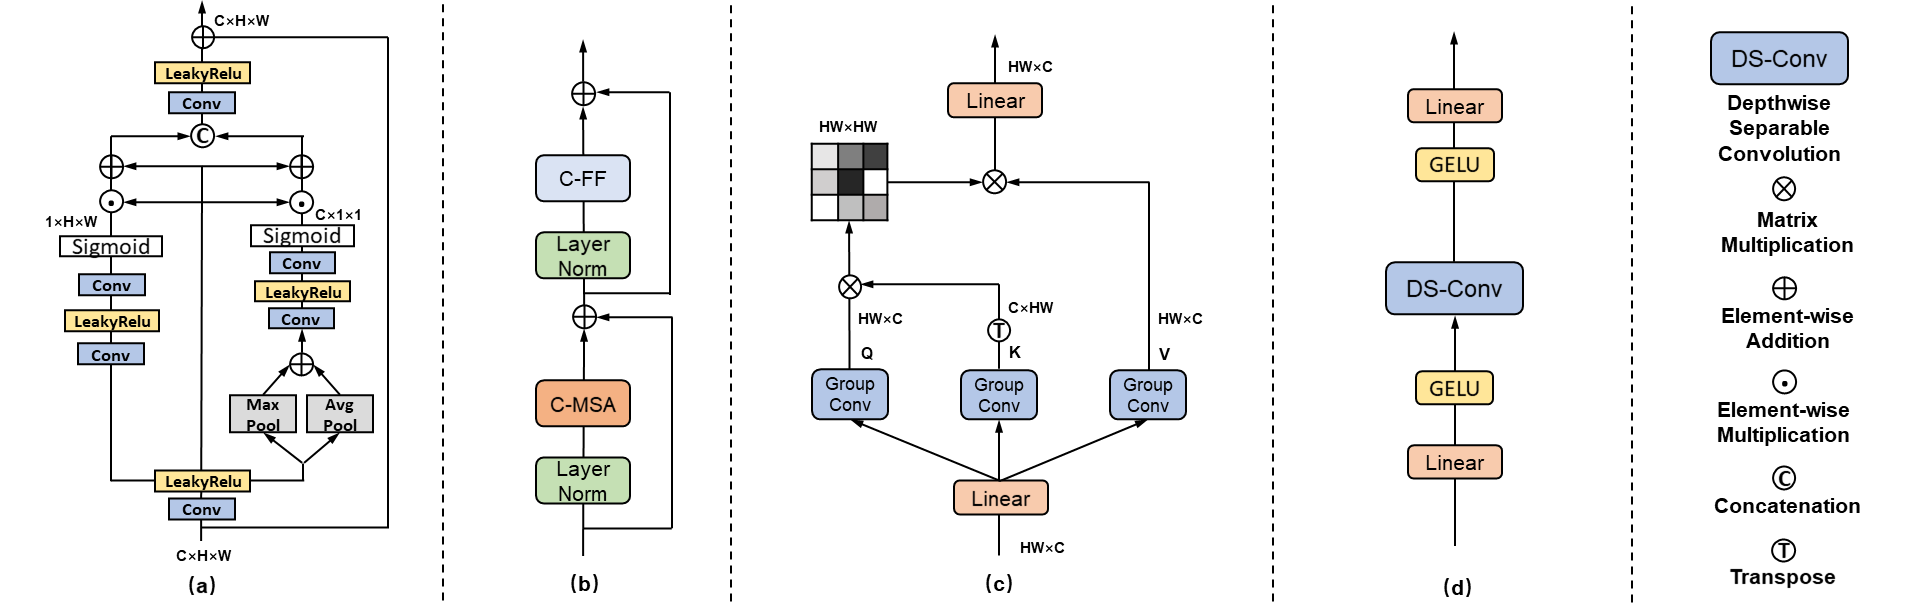 C×H×W
LeakyRelu
Conv
C
1×H×W
C×1×1
Sigmoid
Sigmoid
Conv
Conv
LeakyRelu
LeakyRelu
Conv
Conv
Max
Pool
Avg
Pool
LeakyRelu
Conv
C×H×W
(a)
C-FF
Layer
Norm
C-MSA
Layer
Norm
(b)
HW×C
Linear
HW×HW
C×HW
HW×C
HW×C
T
Q
K
V
Group
Conv
Group
Conv
Group
Conv
Linear
HW×C
(c)
Linear
GELU
DS-Conv
GELU
Linear
(d)
DS-Conv
Depthwise
Separable
Convolution
Matrix
Multiplication
Element-wise
Addition
Element-wise
Multiplication
C
Concatenation
T
Transpose